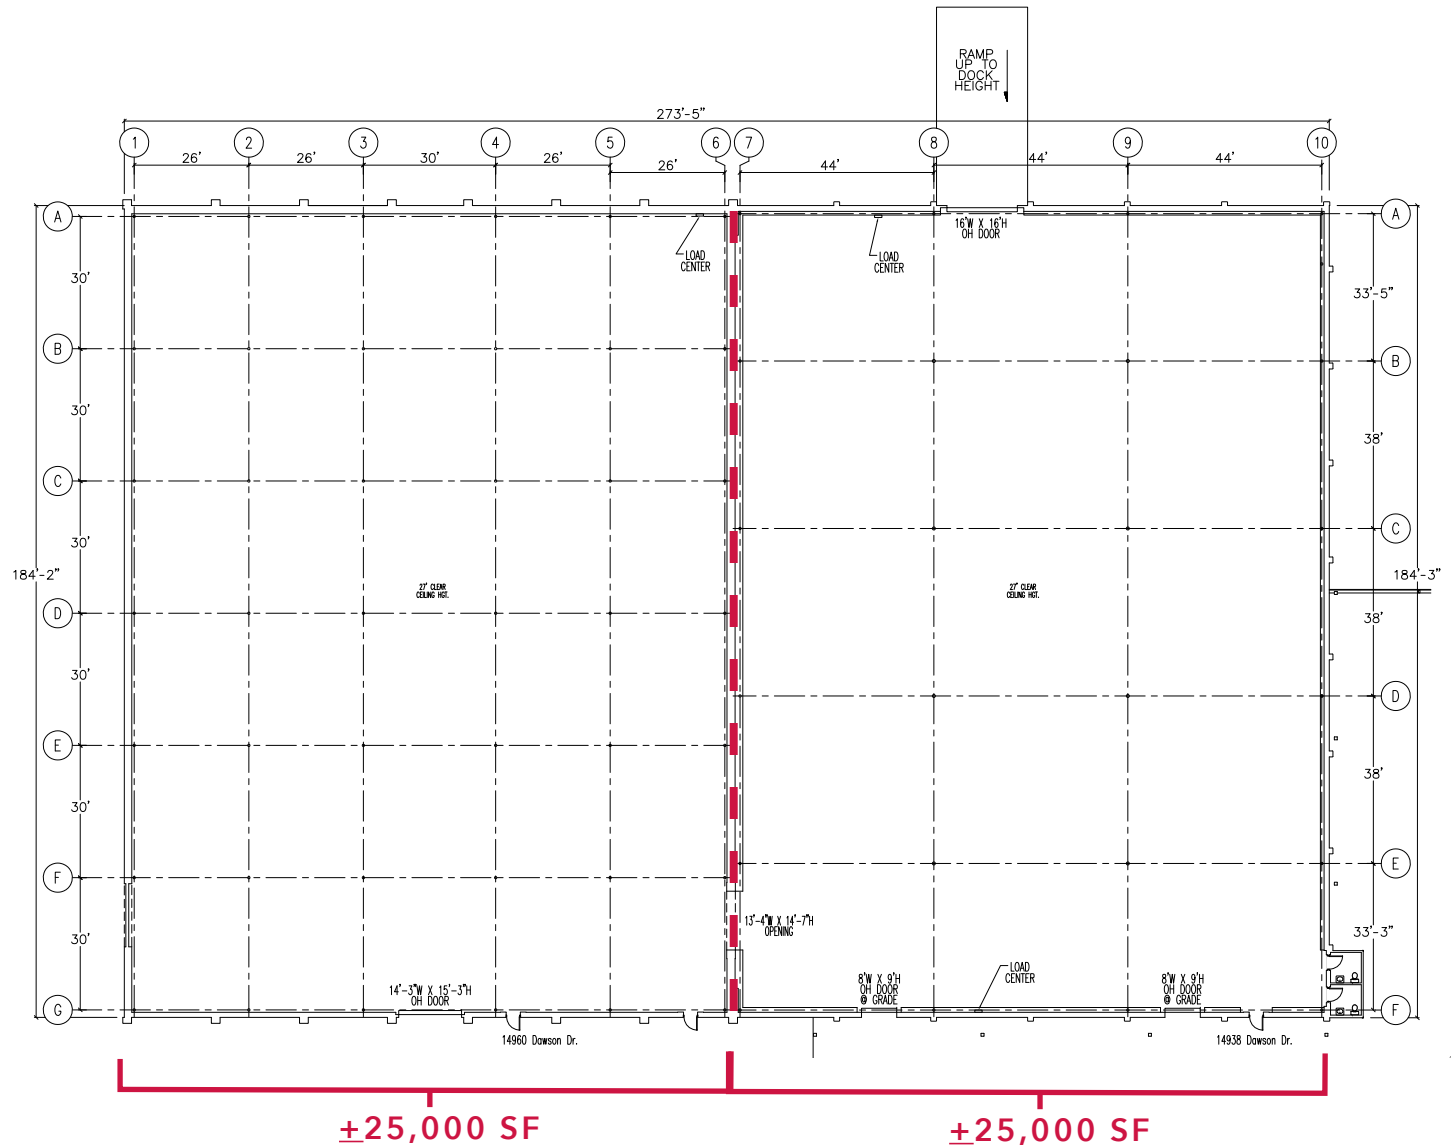 RAMP
UP TO
DOCK
HEIGHT
273'-5"
1
2
3
4
5
6
7
8
9
10
26'
26'
30'
26'
26'
44'
44'
44'
A
B
C
D
E
F
G
30'
30'
30'
30'
30'
30'
184'-2"
LOAD
CENTER
LOAD
CENTER
16'W X 16'H
OH DOOR
A
B
C
D
E
F
33'-5"
38'
38'
38'
33'-3"
184'-3"
27' CLEAR
CEILING HGT.
27' CLEAR
CEILING HGT.
13'-4"W X 14'-7"H
OPENING
14'-3"W X 15'-3"H
OH DOOR
8'W X 9'H
OH DOOR
@ GRADE
LOAD
CENTER
8'W X 9'H
OH DOOR
@ GRADE
14960 Dawson Dr.
14938 Dawson Dr.
±25,000 SF
±25,000 SF